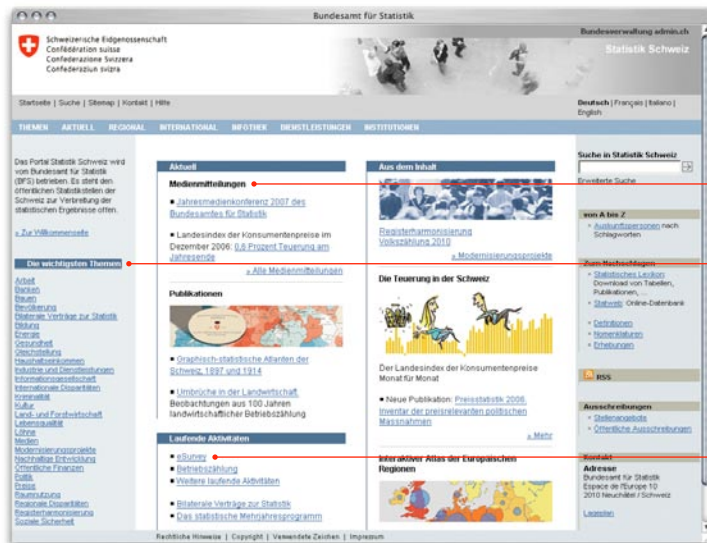 Bundesamt für Statistik
Schweizerische Eidgenossenschaft
Confédération suisse
Confederazione Svizzera
Confederaziun svizra
Bundesverwaltung admin.ch
Statistik Schweiz
Startseite | Suche | Sitemap | Kontakt | Hilfe
Deutsch | Français | Italiano |
English
THEMEN AKTUELL REGIONAL INTERNATIONAL INFOTHEK DIENSTLEISTUNGEN INSTITUTIONEN
Das Portal Statistik Schweiz wird
vom Bundesamt für Statistik
(BFS) betrieben. Es steht den
öffentlichen Statistikstellen der
Schweiz zur Verbreitung der
statistischen Ergebnisse offen.
» Zur Willkommenseite
Die wichtigsten Themen
Arbeit
Banken
Bauen
Bevölkerung
Bilaterale Verträge zur Statistik
Bildung
Energie
Gesundheit
Gleichstellung
Haushaltseinkommen
Industrie und Dienstleistungen
Informationsgesellschaft
Internationale Disparitäten
Kriminalität
Kultur
Land- und Forstwirtschaft
Lebensqualität
Löhne
Medien
Modernisierungsprojekte
Nachhaltige Entwicklung
Öffentliche Finanzen
Politik
Preise
Raumnutzung
Regionale Disparitäten
Registerharmonisierung
Soziale Sicherheit
Aktuell
Medienmitteilungen
Jahresmedienkonferenz 2007 des
Bundesamtes für Statistik
Landesindex der Konsumentenpreise im
Dezember 2006: 0,6 Prozent Teuerung am
Jahresende
» Alle Medienmitteilungen
Publikationen
Graphisch-statistische Atlanten der
Schweiz, 1897 und 1914
Umbrüche in der Landwirtschaft.
Beobachtungen aus 100 Jahren
landwirtschaftlicher Betriebszählung
Laufende Aktivitäten
eSurvey
Betriebszählung
Weitere laufende Aktivitäten
Bilaterale Verträge zur Statistik
Das statistische Mehrjahresprogramm
Aus dem Inhalt
Registerharmonisierung
Volkszählung 2010
» Modernisierungsprojekte
Die Teuerung in der Schweiz
Der Landesindex der Konsumentenpreise
Monat für Monat
Neue Publikation: Preisstatistik 2006.
Inventar der preisrelevanten politischen
Massnahmen
» Mehr
Interaktiver Atlas der Europäischen
Regionen
Suche in Statistik Schweiz
Erweiterte Suche
von A bis Z
Auskunftspersonen nach
Schlagworten
Zum Nachschlagen
Statistisches Lexikon
Download von Tabellen,
Publikationen, ...
Statweb: Online-Datenbank
Definitionen
Nomenklaturen
Erhebungen
RSS
Ausschreibungen
Stellenangebote
Öffentliche Ausschreibungen
Kontakt
Adresse
Bundesamt für Statistik
Espace de l'Europe 10
2010 Neuchâtel / Schweiz
Lageplan
Rechtliche Hinweise | Copyright | Verwendete Zeichen | Impressum